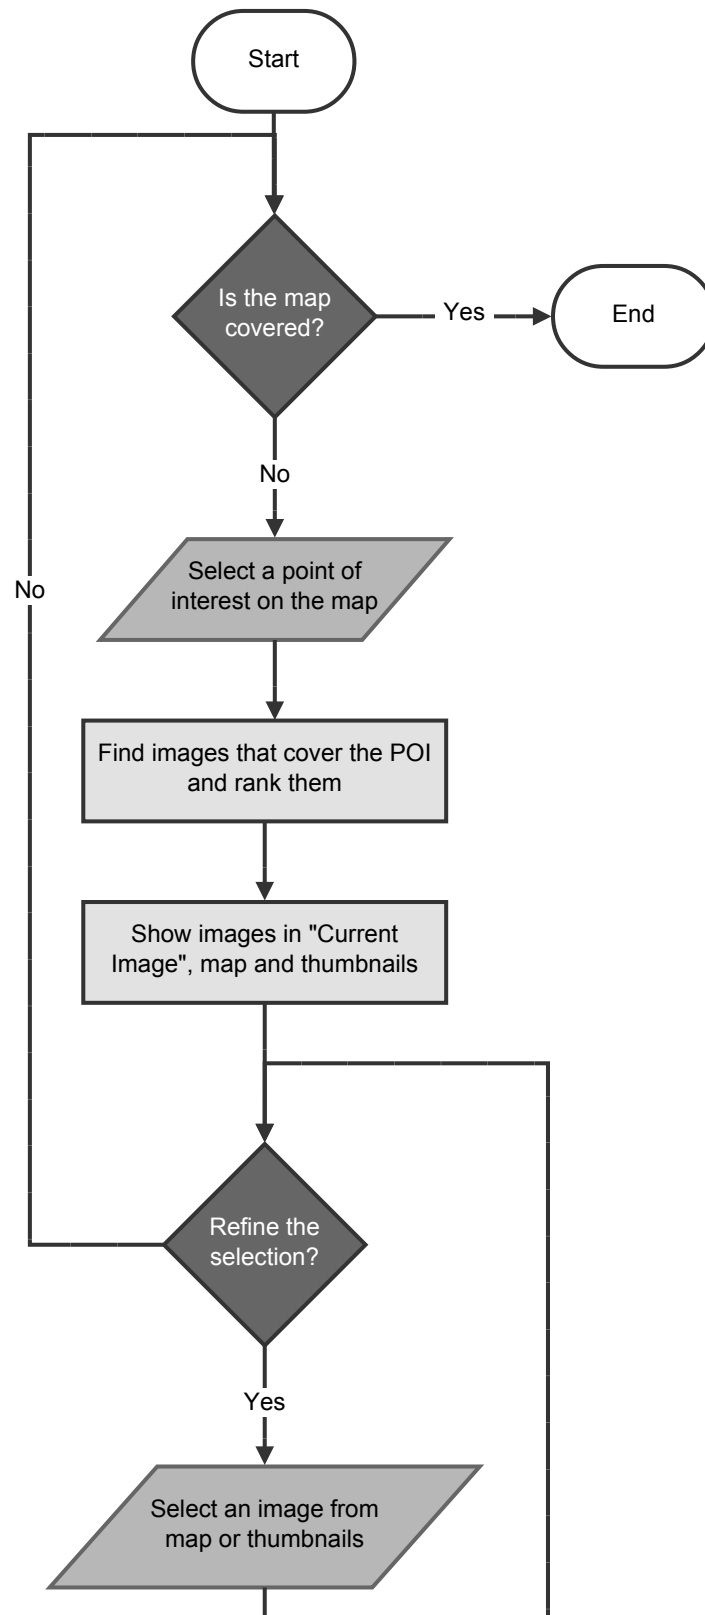 Start
Is the map
covered?
Yes
End
No
Select a point of
interest on the map
No
Find images that cover the POI
and rank them
Show images in "Current
Image", map and thumbnails
Refine the
selection?
Yes
Select an image from
map or thumbnails